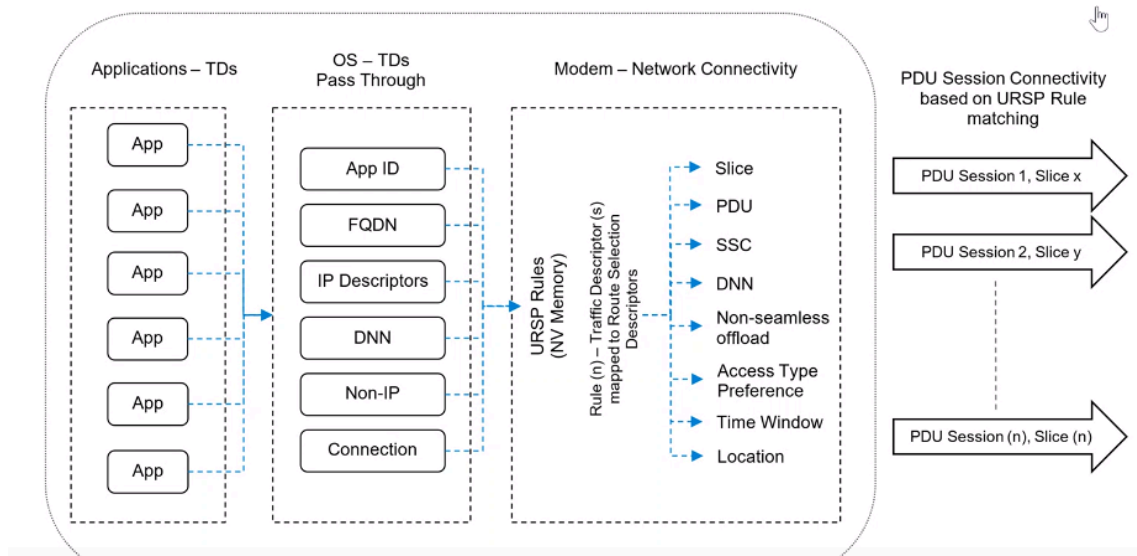 Applications – TDs
OS – TDs
Pass Through
Modem – Network Connectivity
PDU Session Connectivity
based on URSP Rule
matching
App
App
App
App
App
App
App ID
FQDN
IP Descriptors
DNN
Non-IP
Connection
URSP Rules
(NV Memory)
Rule (n) – Traffic Descriptor (s)
mapped to Route Selection
Descriptors
Slice
PDU
SSC
DNN
Non-seamless
offload
Access Type
Preference
Time Window
Location
PDU Session 1, Slice x
PDU Session 2, Slice y
PDU Session (n), Slice (n)